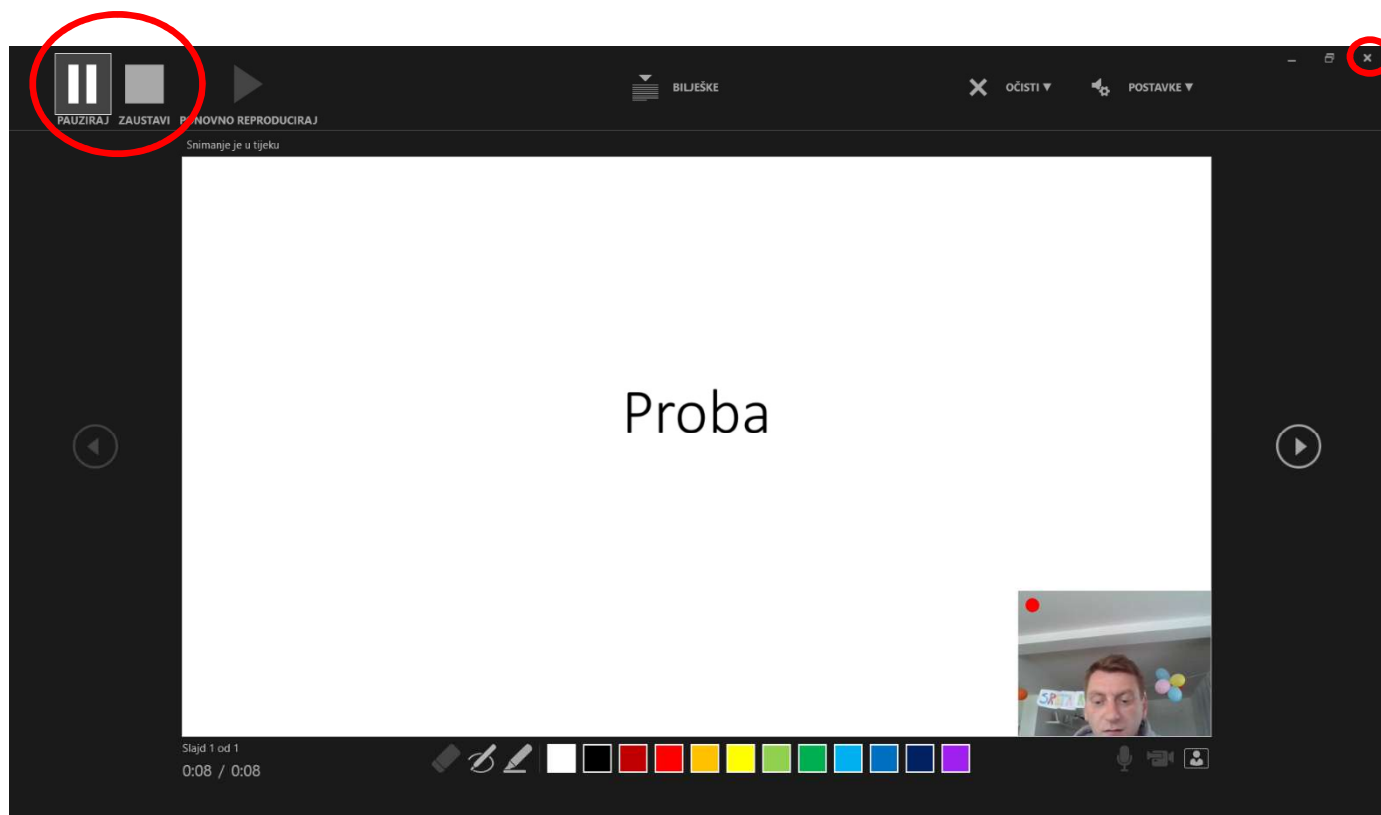 PAUZIRAJ ZAUSTAVI PONOVNO REPRODUCIRAJ
BILJEŠKE
OČISTI
POSTAVKE
Snimanje je u tijeku
Proba
Slajd 1 od 1
0:08 / 0:08